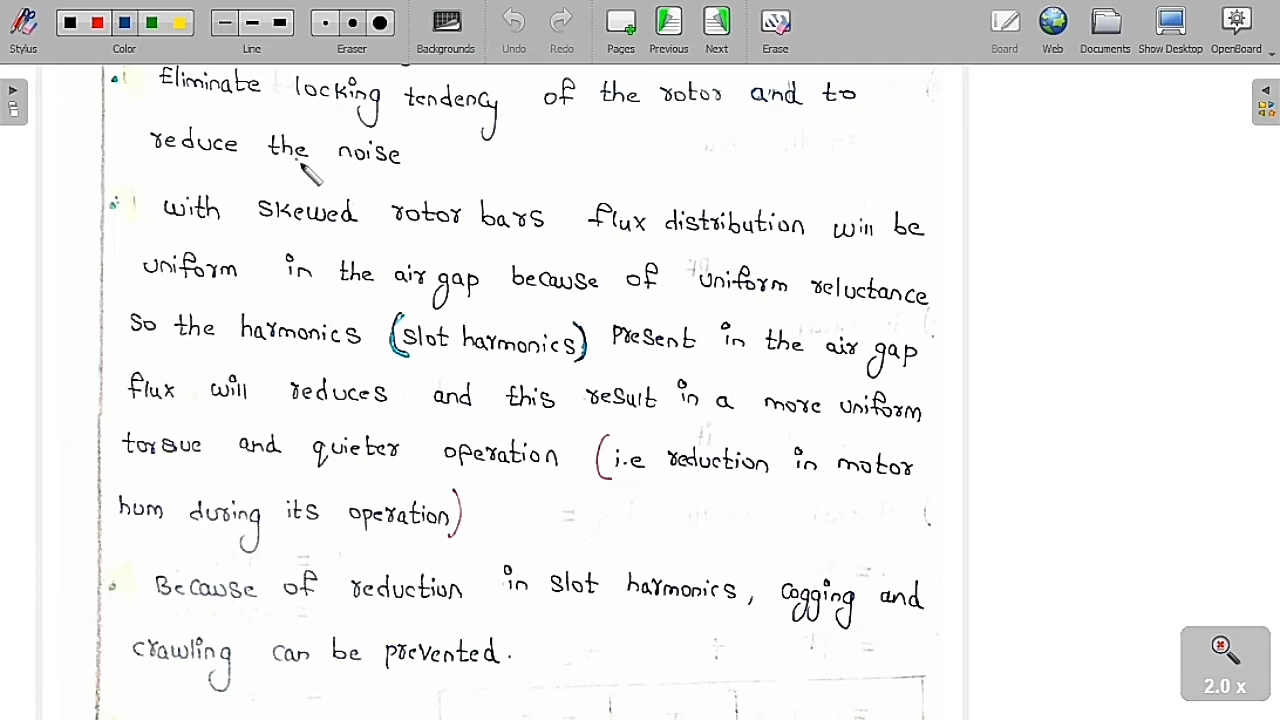 Stylus
Color
Line
Eraser
Backgrounds
Undo
Redo
Pages
Previous
Next
Erase
Board
Web
Documents
Show Desktop
OpenBoard
Eliminate locking tendency of the rotor and to
reduce the noise
with skewed rotor bars flux distribution will be
uniform in the air gap because of uniform reluctance
so the harmonics (slot harmonics) present in the air gap
flux will reduces and this result in a more uniform
torque and quieter operation (i.e reduction in motor
hum during its operation)
Because of reduction in slot harmonics, cogging and
crawling can be prevented.
2.0 x